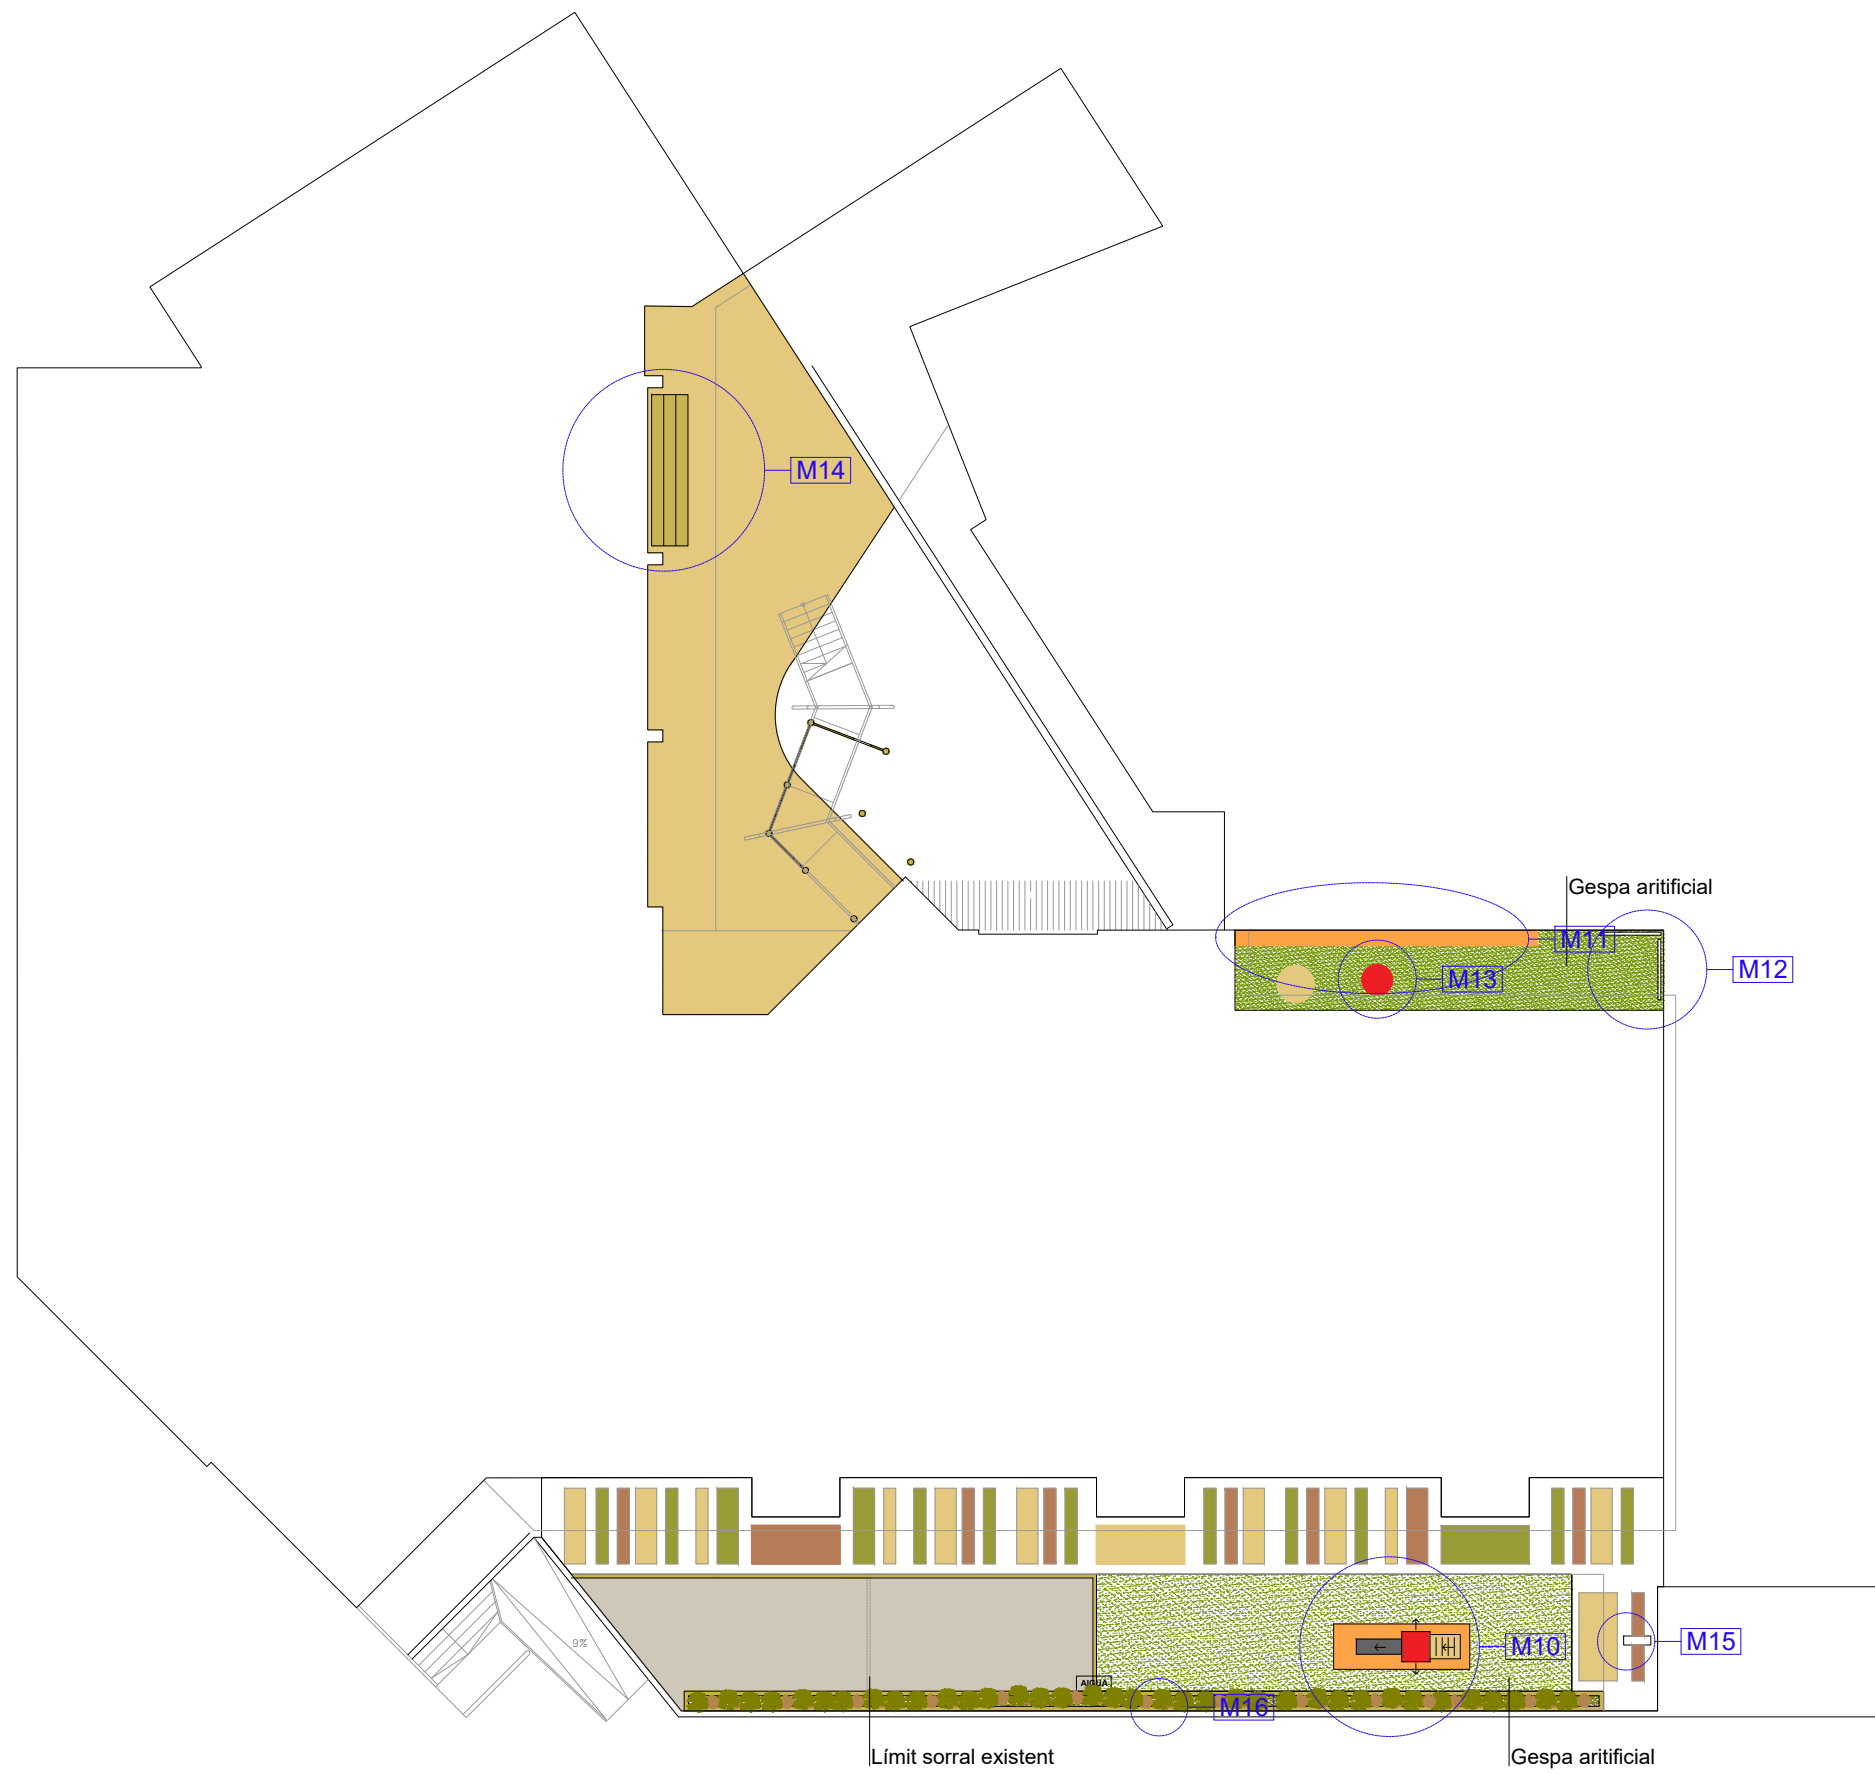 M14
Gespa aritificial
M11
M12
M13
9%
M10
M15
AIGUA
M16
Límit sorral existent
Gespa aritificial